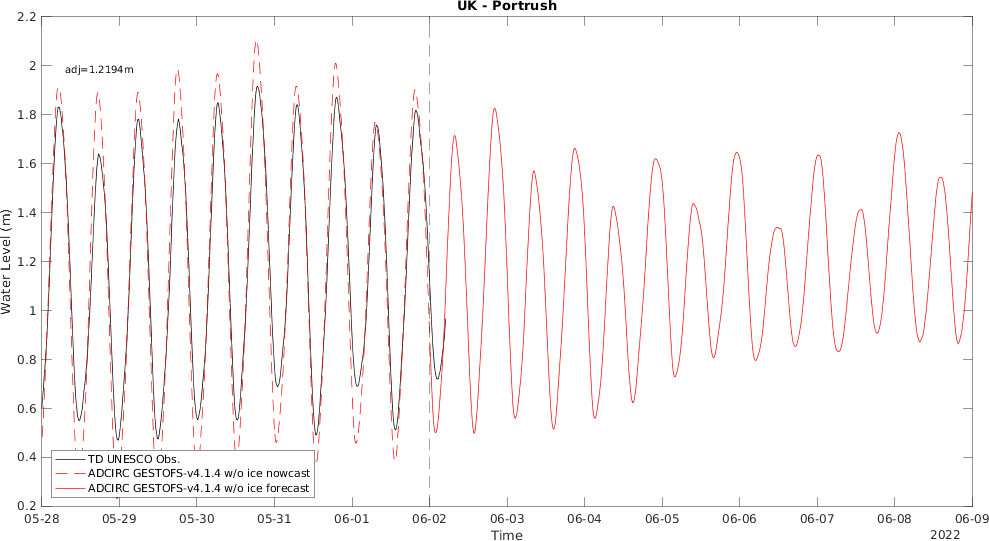 UK - Portrush
2.2
2
1.8
1.6
1.4
1.2
1
0.8
0.6
0.4
0.2
Water Level (m)
adj=1.2194m
TD UNESCO Obs.
ADCIRC GESTOFS-v4.1.4 w/o ice nowcast
ADCIRC GESTOFS-v4.1.4 w/o ice forecast
05-28 05-29 05-30 05-31 06-01 06-02 06-03 06-04 06-05 06-06 06-07 06-08 06-09
Time
2022